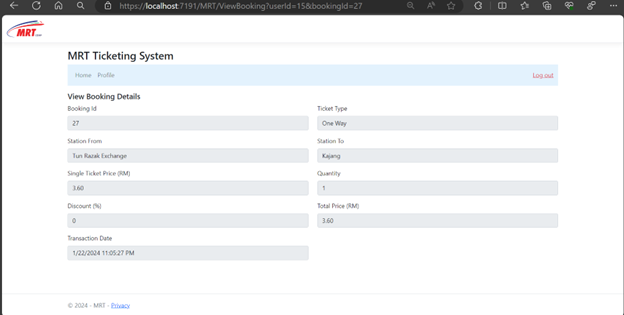 https://localhost:7191/MRT/ViewBooking?userId=15&bookingId=27
MRT.com
MRT Ticketing System
Home Profile Log out
View Booking Details
Booking Id Ticket Type
27 One Way
Station From Station To
Tun Razak Exchange Kajang
Single Ticket Price (RM) Quantity
3.60 1
Discount (%) Total Price (RM)
0 3.60
Transaction Date
1/22/2024 11:05:27 PM
© 2024 - MRT - Privacy